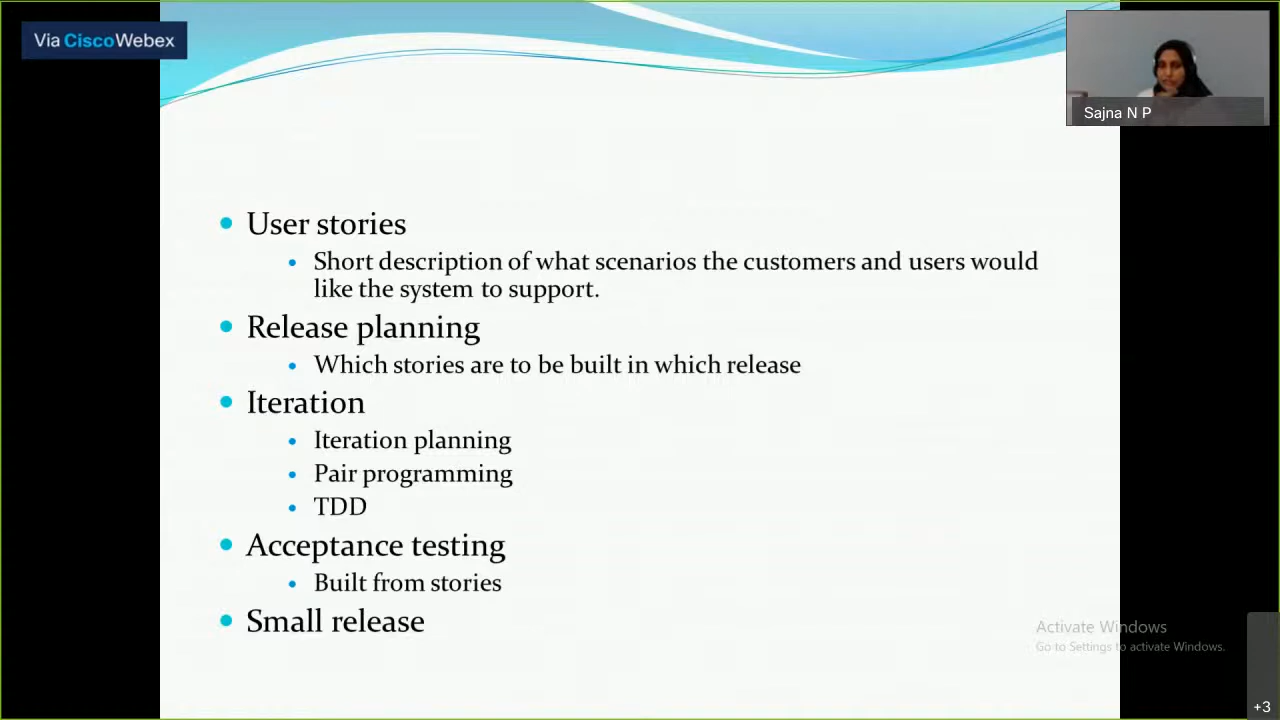 Via CiscoWebex
Sajna N P
User stories
Short description of what scenarios the customers and users would
like the system to support.
Release planning
Which stories are to be built in which release
Iteration
Iteration planning
Pair programming
TDD
Acceptance testing
Built from stories
Small release
Activate Windows
Go to Settings to activate Windows.
+3